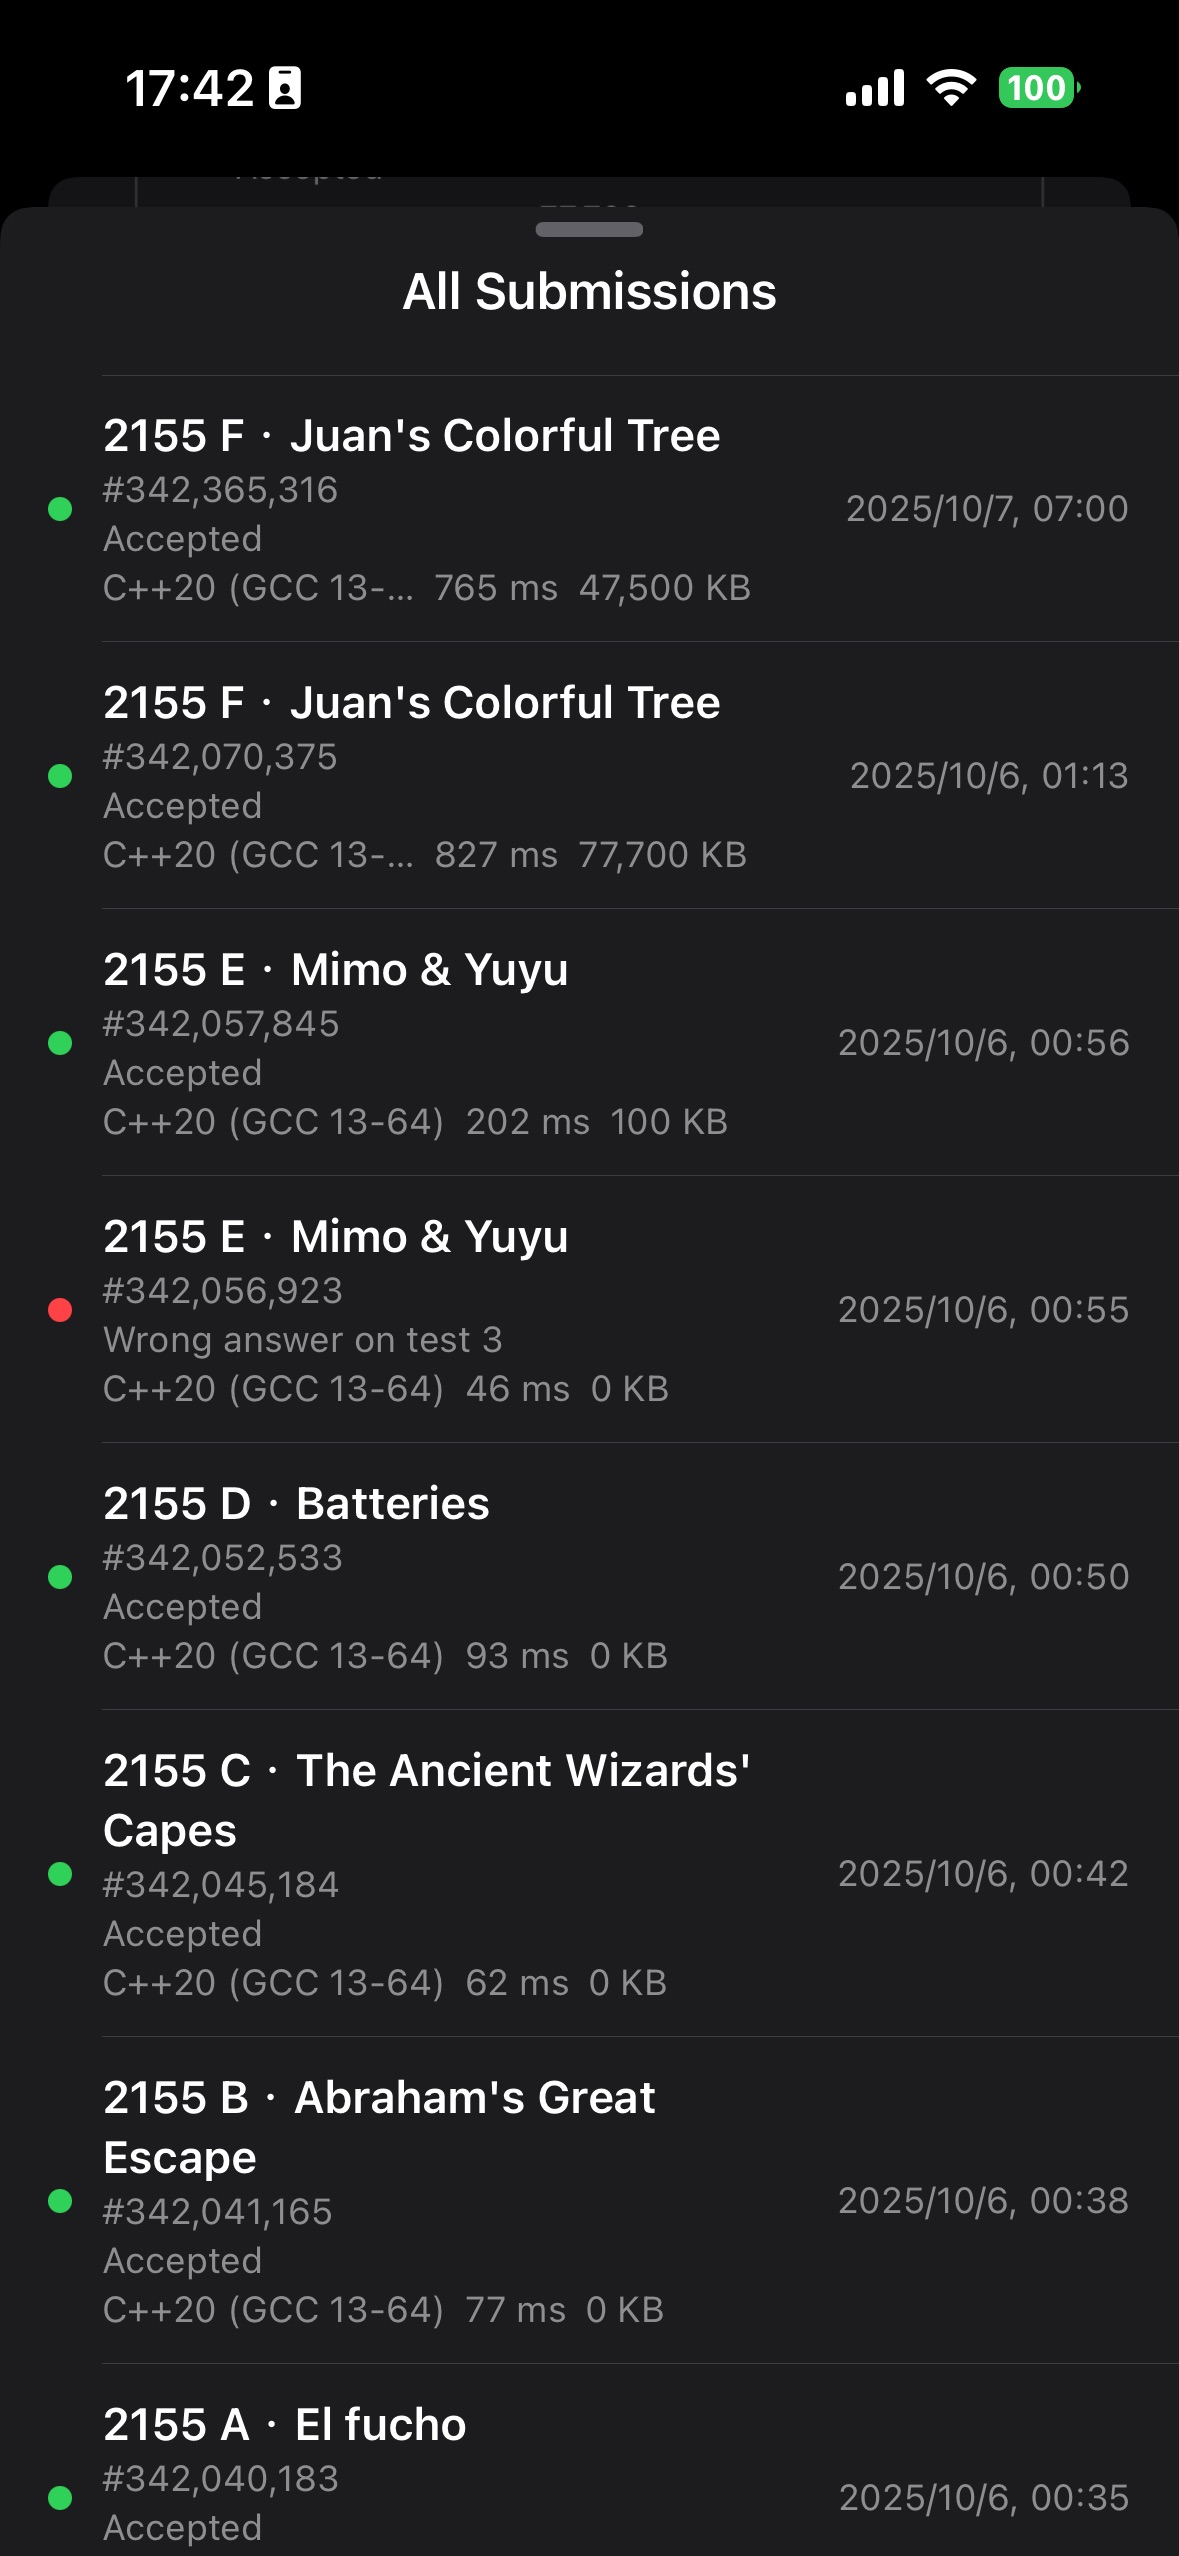 17:42
100
All Submissions
2155 F · Juan's Colorful Tree
#342,365,316
2025/10/7, 07:00
Accepted
C++20 (GCC 13-... 765 ms 47,500 KB
2155 F · Juan's Colorful Tree
#342,070,375
2025/10/6, 01:13
Accepted
C++20 (GCC 13-... 827 ms 77,700 KB
2155 E · Mimo & Yuyu
#342,057,845
2025/10/6, 00:56
Accepted
C++20 (GCC 13-64) 202 ms 100 KB
2155 E · Mimo & Yuyu
#342,056,923
2025/10/6, 00:55
Wrong answer on test 3
C++20 (GCC 13-64) 46 ms 0 KB
2155 D · Batteries
#342,052,533
2025/10/6, 00:50
Accepted
C++20 (GCC 13-64) 93 ms 0 KB
2155 C · The Ancient Wizards'
Capes
#342,045,184
2025/10/6, 00:42
Accepted
C++20 (GCC 13-64) 62 ms 0 KB
2155 B · Abraham's Great
Escape
#342,041,165
2025/10/6, 00:38
Accepted
C++20 (GCC 13-64) 77 ms 0 KB
2155 A · El fucho
#342,040,183
2025/10/6, 00:35
Accepted